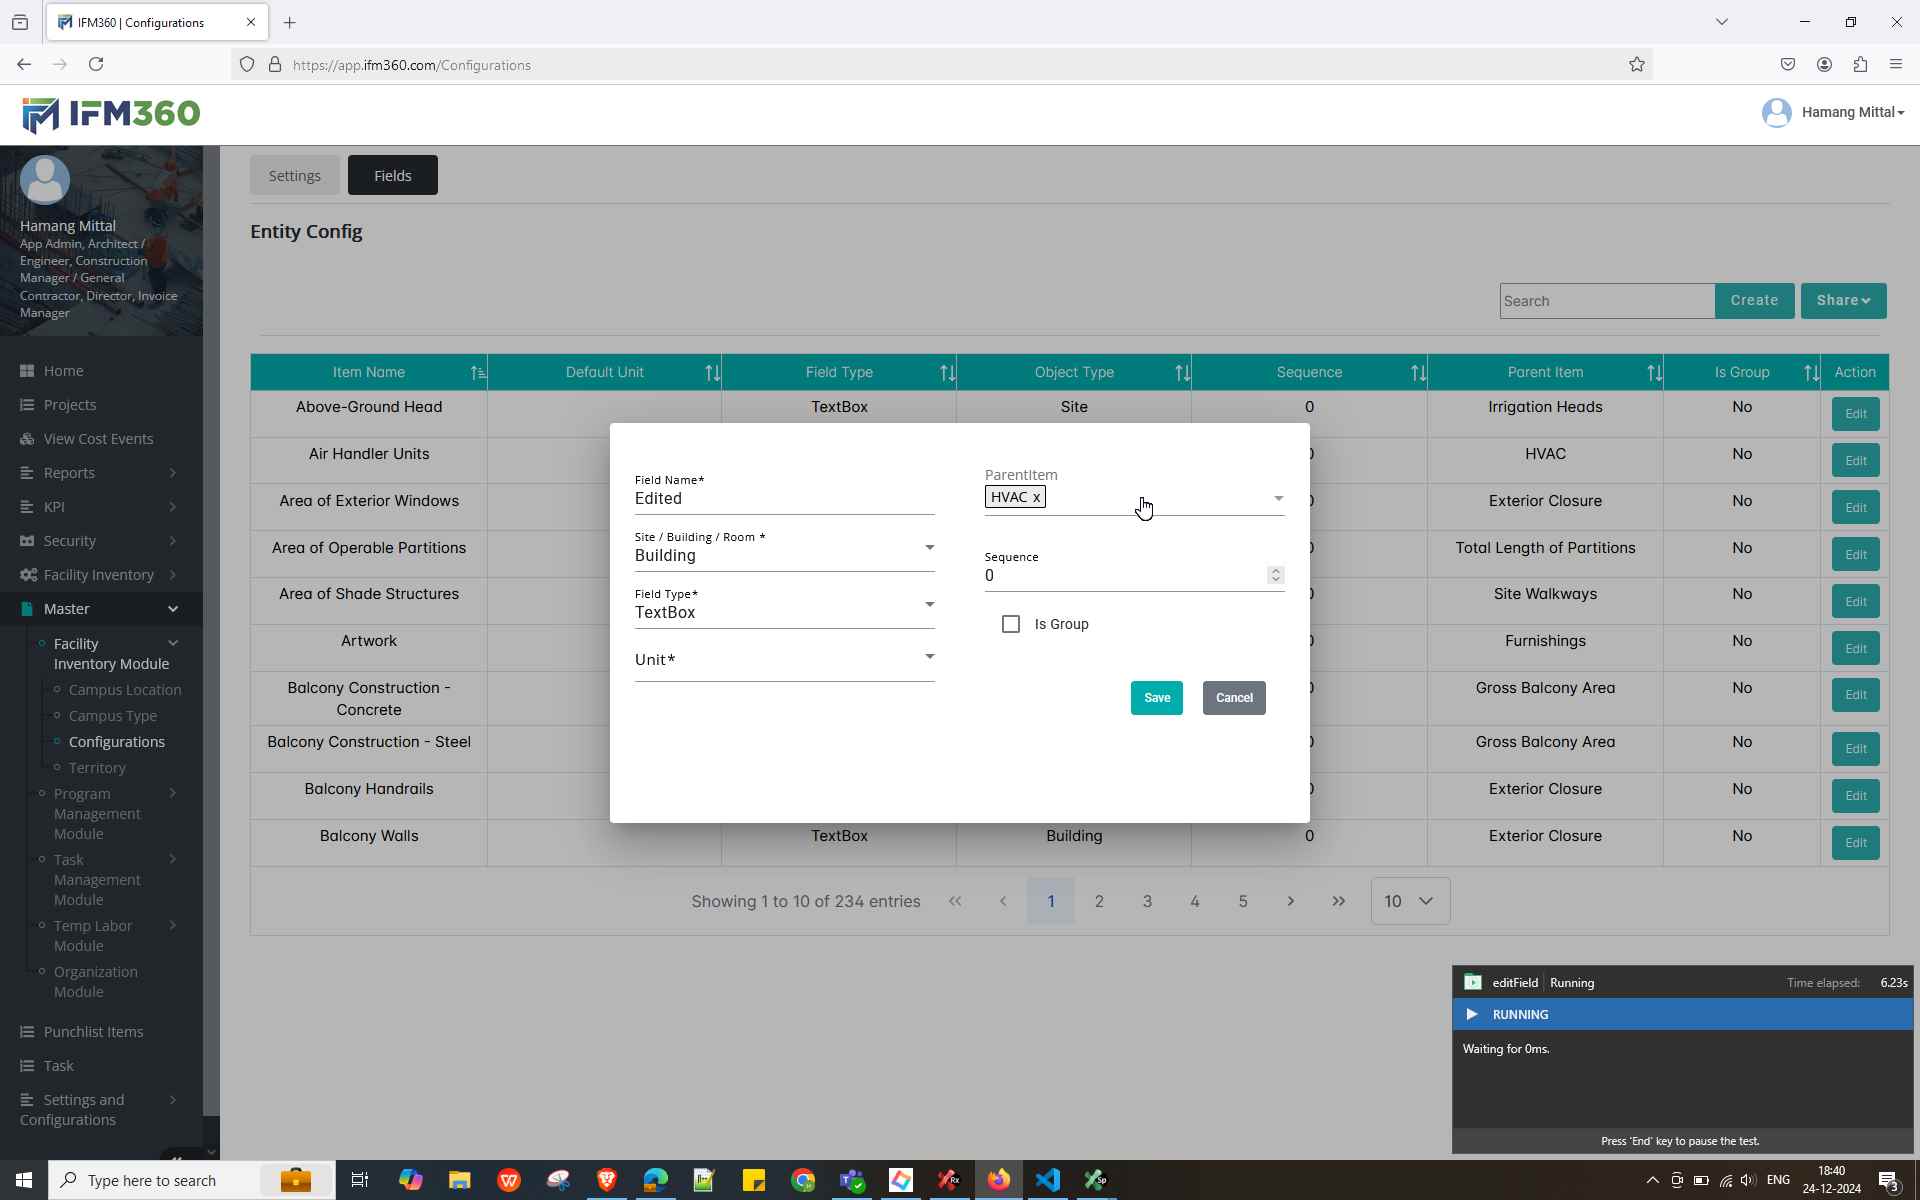 IFM360 | Configurations
https://app.ifm360.com/Configurations
IFM360
Hamang Mittal
Hamang Mittal
App Admin, Architect /
Engineer, Construction
Manager / General
Contractor, Director, Invoice
Manager
Home
Projects
View Cost Events
Reports
KPI
Security
Facility Inventory
Master
Facility
Inventory Module
Campus Location
Campus Type
Configurations
Territory
Program
Management
Module
Task
Management
Module
Temp Labor
Module
Organization
Module
Punchlist Items
Task
Settings and
Configurations
Settings
Fields
Entity Config
Search
Create
Share
Item Name
Default Unit
Field Type
Object Type
Sequence
Parent Item
Is Group
Action
Above-Ground Head
TextBox
Site
0
Irrigation Heads
No
Edit
Air Handler Units
HVAC
No
Edit
Area of Exterior Windows
Exterior Closure
No
Edit
Area of Operable Partitions
Total Length of Partitions
No
Edit
Area of Shade Structures
Site Walkways
No
Edit
Artwork
Furnishings
No
Edit
Balcony Construction -
Concrete
Gross Balcony Area
No
Edit
Balcony Construction - Steel
Gross Balcony Area
No
Edit
Balcony Handrails
Exterior Closure
No
Edit
Balcony Walls
TextBox
Building
0
Exterior Closure
No
Edit
Showing 1 to 10 of 234 entries
1
2
3
4
5
10
Field Name*
Edited
Site / Building / Room *
Building
Field Type*
TextBox
Unit*
ParentItem
HVAC x
Sequence
0
Is Group
Save
Cancel
editField
Running
Time elapsed:
6.23s
RUNNING
Waiting for 0ms.
Press 'End' key to pause the test.
Type here to search
ENG
18:40
24-12-2024
3